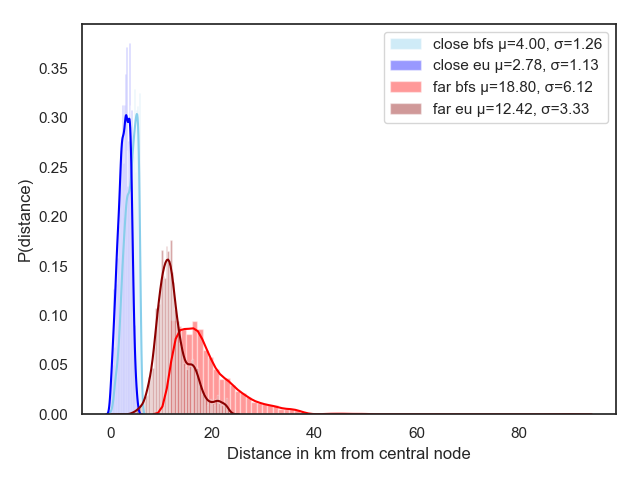 close bfs μ=4.00, σ=1.26
close eu μ=2.78, σ=1.13
far bfs μ=18.80, σ=6.12
far eu μ=12.42, σ=3.33
P(distance)
0.35
0.30
0.25
0.20
0.15
0.10
0.05
0.00
0 20 40 60 80
Distance in km from central node